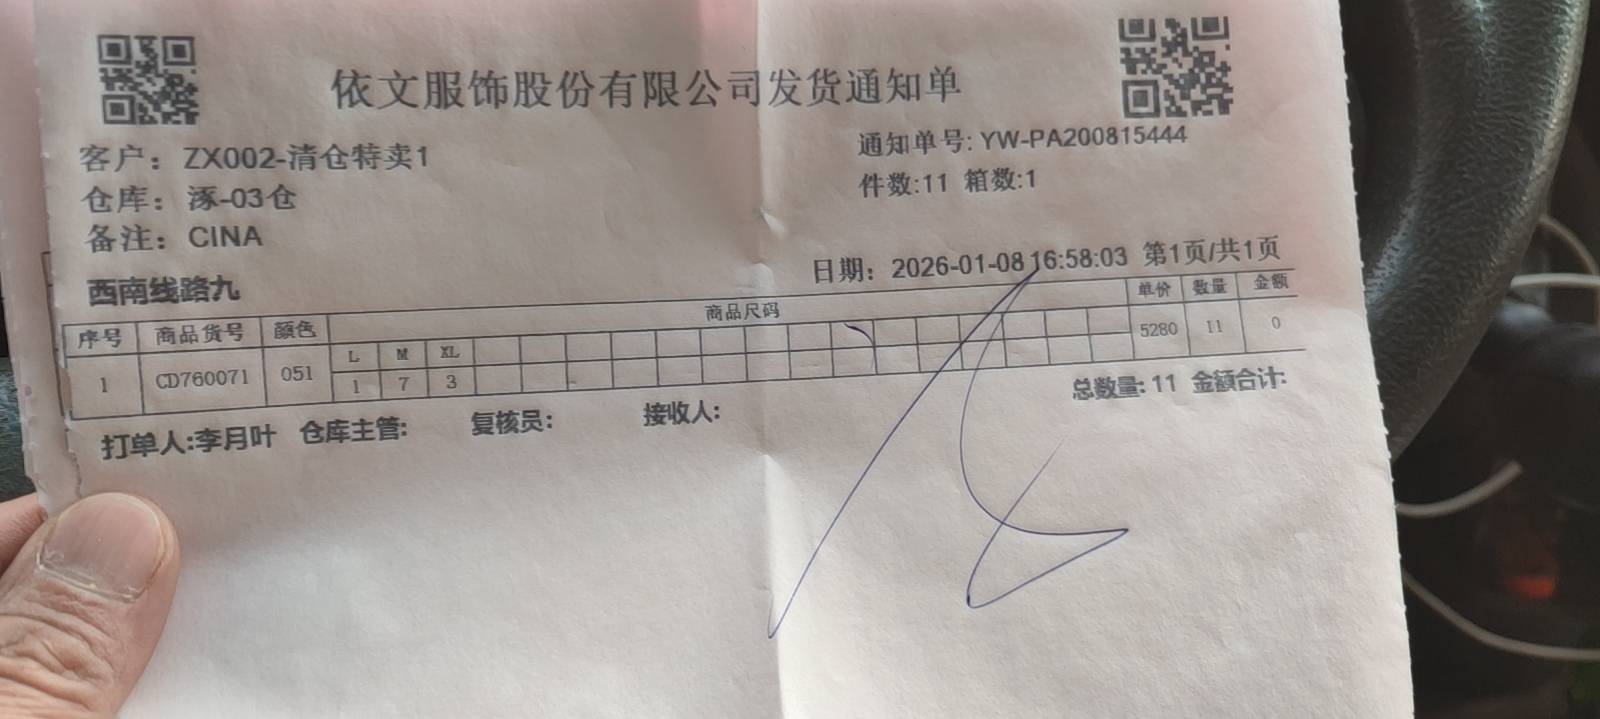 依文服饰股份有限公司发货通知单
客户：ZX002-清仓特卖1
通知单号: YW-PA200815444
仓库：涿-03仓
件数:11 箱数:1
备注：CINA
日期：2026-01-08 16:58:03 第1页/共1页
西南线路九
序号 商品货号 颜色 商品尺码 单价 数量 金额
L M XL
1 CD760071 051 1 7 3 5280 11 0
总数量: 11 金额合计:
打单人:李月叶 仓库主管: 复核员: 接收人: